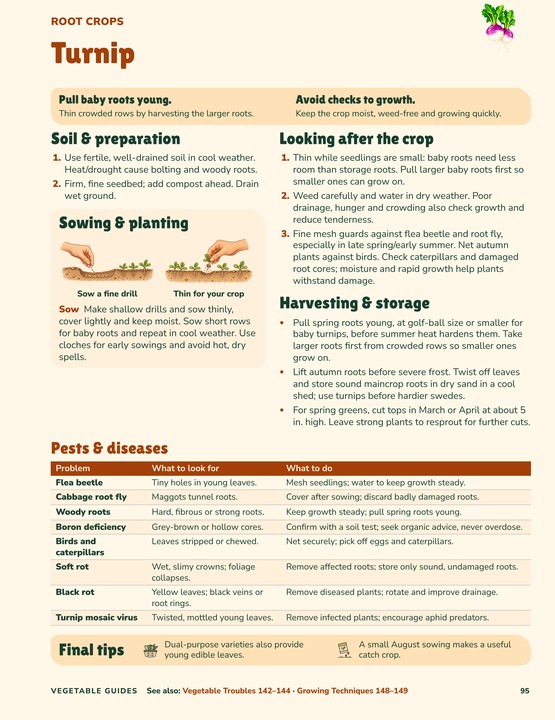 ROOT CROPS
Turnip
Pull baby roots young.
Thin crowded rows by harvesting the larger roots.
Avoid checks to growth.
Keep the crop moist, weed-free and growing quickly.
Soil & preparation
1. Use fertile, well-drained soil in cool weather.
Heat/drought cause bolting and woody roots.
2. Firm, fine seedbed; add compost ahead. Drain
wet ground.
Sowing & planting
Sow a fine drill
Thin for your crop
Sow Make shallow drills and sow thinly,
cover lightly and keep moist. Sow short rows
for baby roots and repeat in cool weather. Use
cloches for early sowings and avoid hot, dry
spells.
Looking after the crop
1. Thin while seedlings are small: baby roots need less
room than storage roots. Pull larger baby roots first so
smaller ones can grow on.
2. Weed carefully and water in dry weather. Poor
drainage, hunger and crowding also check growth and
reduce tenderness.
3. Fine mesh guards against flea beetle and root fly,
especially in late spring/early summer. Net autumn
plants against birds. Check caterpillars and damaged
root cores; moisture and rapid growth help plants
withstand damage.
Harvesting & storage
• Pull spring roots young, at golf-ball size or smaller for
baby turnips, before summer heat hardens them. Take
larger roots first from crowded rows so smaller ones
grow on.
• Lift autumn roots before severe frost. Twist off leaves
and store sound maincrop roots in dry sand in a cool
shed; use turnips before hardier swedes.
• For spring greens, cut tops in March or April at about 5
in. high. Leave strong plants to resprout for further cuts.
Pests & diseases
Problem What to look for What to do
Flea beetle Tiny holes in young leaves. Mesh seedlings; water to keep growth steady.
Cabbage root fly Maggots tunnel roots. Cover after sowing; discard badly damaged roots.
Woody roots Hard, fibrous or strong roots. Keep growth steady; pull spring roots young.
Boron deficiency Grey-brown or hollow cores. Confirm with a soil test; seek organic advice, never overdose.
Birds and Leaves stripped or chewed. Net securely; pick off eggs and caterpillars.
caterpillars
Soft rot Wet, slimy crowns; foliage Remove affected roots; store only sound, undamaged roots.
collapses.
Black rot Yellow leaves; black veins or Remove diseased plants; rotate and improve drainage.
root rings.
Turnip mosaic virus Twisted, mottled young leaves. Remove infected plants; encourage aphid predators.
Final tips
Dual-purpose varieties also provide
young edible leaves.
A small August sowing makes a useful
catch crop.
VEGETABLE GUIDES See also: Vegetable Troubles 142–144 · Growing Techniques 148–149 95